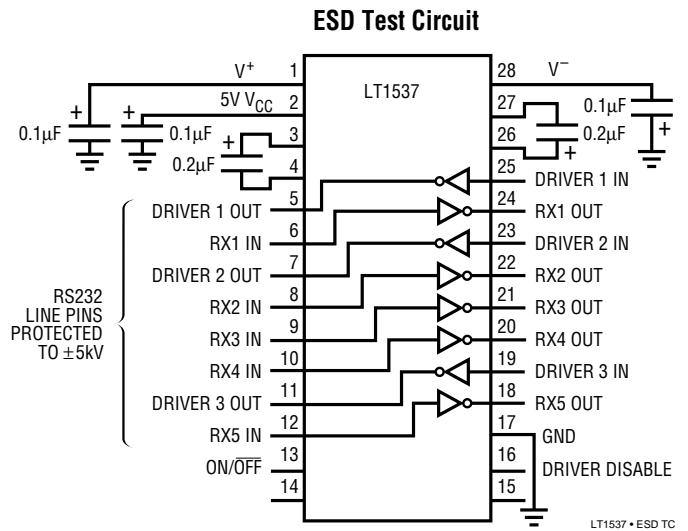 ESD Test Circuit
V+ 1
LT1537
28 V−
5V VCC 2
27
+ 0.1µF
+ 0.1µF
+ 0.2µF
3
4
26
+ 0.2µF
0.1µF +
25 DRIVER 1 IN
DRIVER 1 OUT 5
24 RX1 OUT
RX1 IN 6
23 DRIVER 2 IN
DRIVER 2 OUT 7
22 RX2 OUT
RX2 IN 8
21 RX3 OUT
RX3 IN 9
20 RX4 OUT
RX4 IN 10
19 DRIVER 3 IN
DRIVER 3 OUT 11
18 RX5 OUT
RX5 IN 12
17 GND
ON/OFF 13
16 DRIVER DISABLE
14
15
RS232
LINE PINS
PROTECTED
TO ±5kV
LT1537 • ESD TC